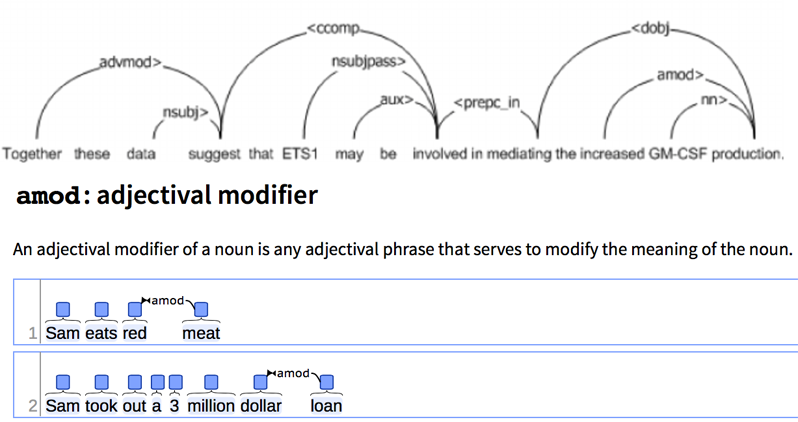 <ccomp
<dobj
advmod>
nsubjpass>
amod>
nsubj>
aux>
<prepc_in
nn>
Together these data suggest that ETS1 may be involved in mediating the increased GM-CSF production.
amod: adjectival modifier
An adjectival modifier of a noun is any adjectival phrase that serves to modify the meaning of the noun.
amod
1 Sam eats red meat
amod
2 Sam took out a 3 million dollar loan